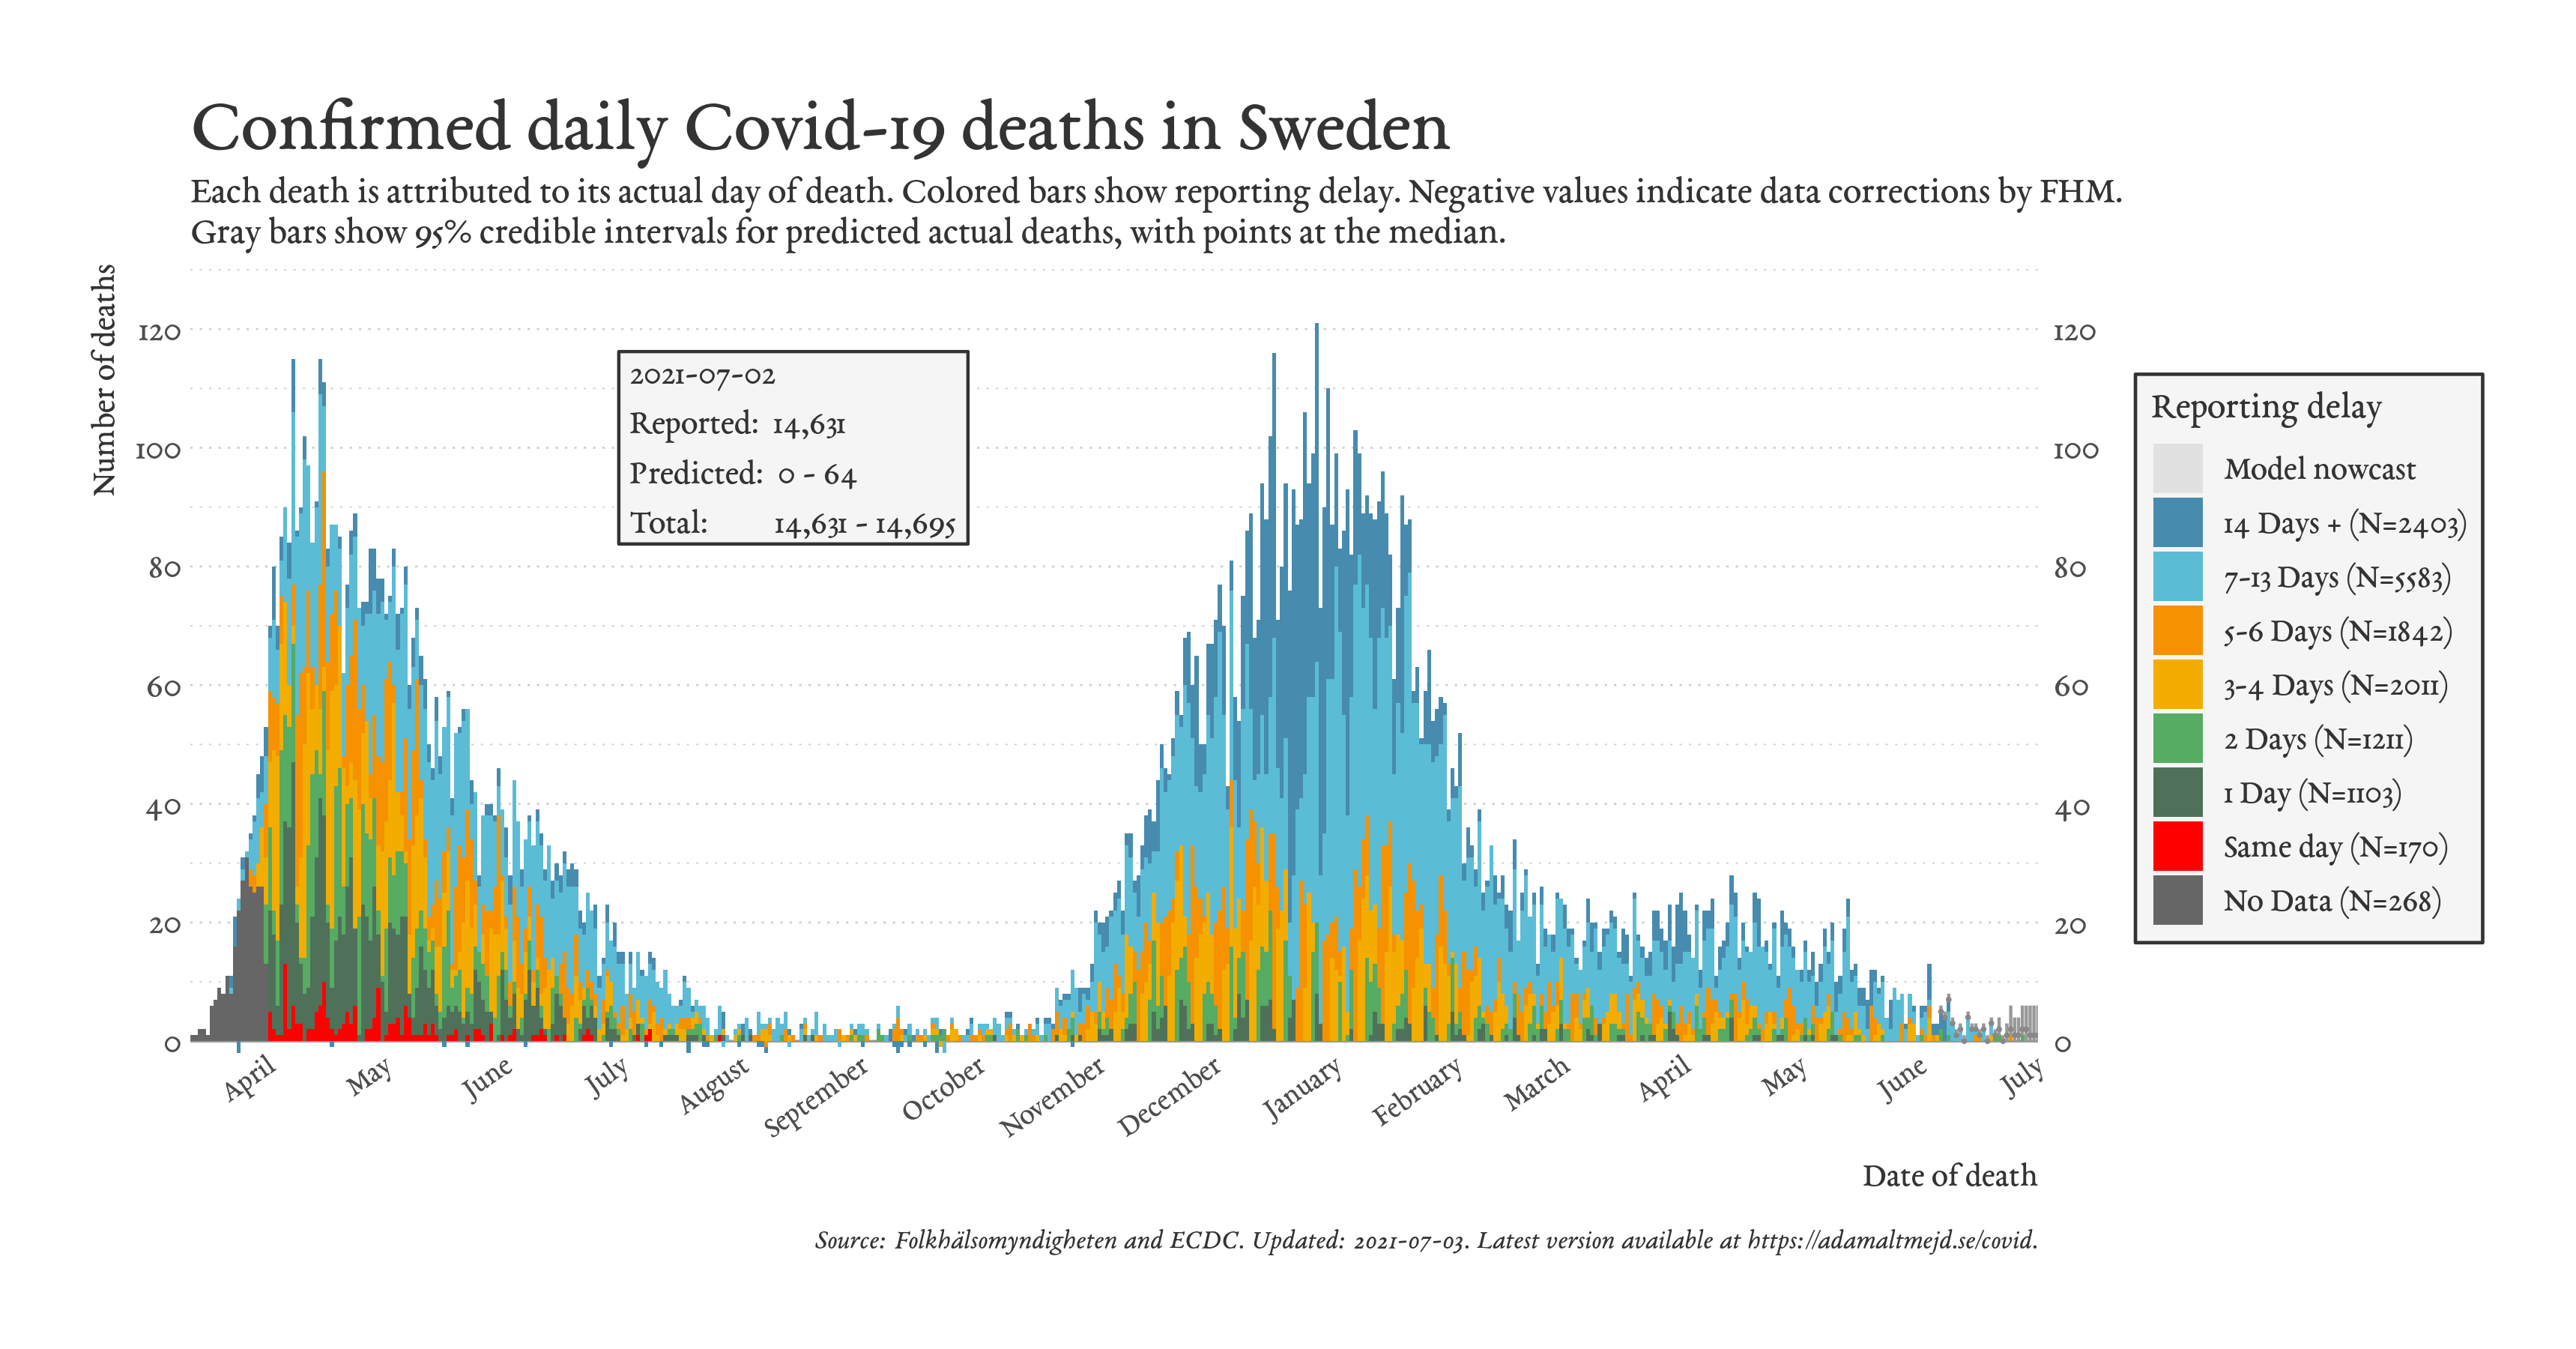 Confirmed daily Covid-19 deaths in Sweden
Each death is attributed to its actual day of death. Colored bars show reporting delay. Negative values indicate data corrections by FHM.
Gray bars show 95% credible intervals for predicted actual deaths, with points at the median.
Number of deaths
120
100
80
60
40
20
0
2021-07-02
Reported: 14,631
Predicted: 0 - 64
Total: 14,631 - 14,695
120
100
80
60
40
20
0
Reporting delay
Model nowcast
14 Days + (N=2403)
7-13 Days (N=5583)
5-6 Days (N=1842)
3-4 Days (N=2011)
2 Days (N=1211)
1 Day (N=1103)
Same day (N=170)
No Data (N=268)
April
May
June
July
August
September
October
November
December
January
February
March
April
May
June
July
Date of death
Source: Folkhälsomyndigheten and ECDC. Updated: 2021-07-03. Latest version available at https://adamaltmejd.se/covid.